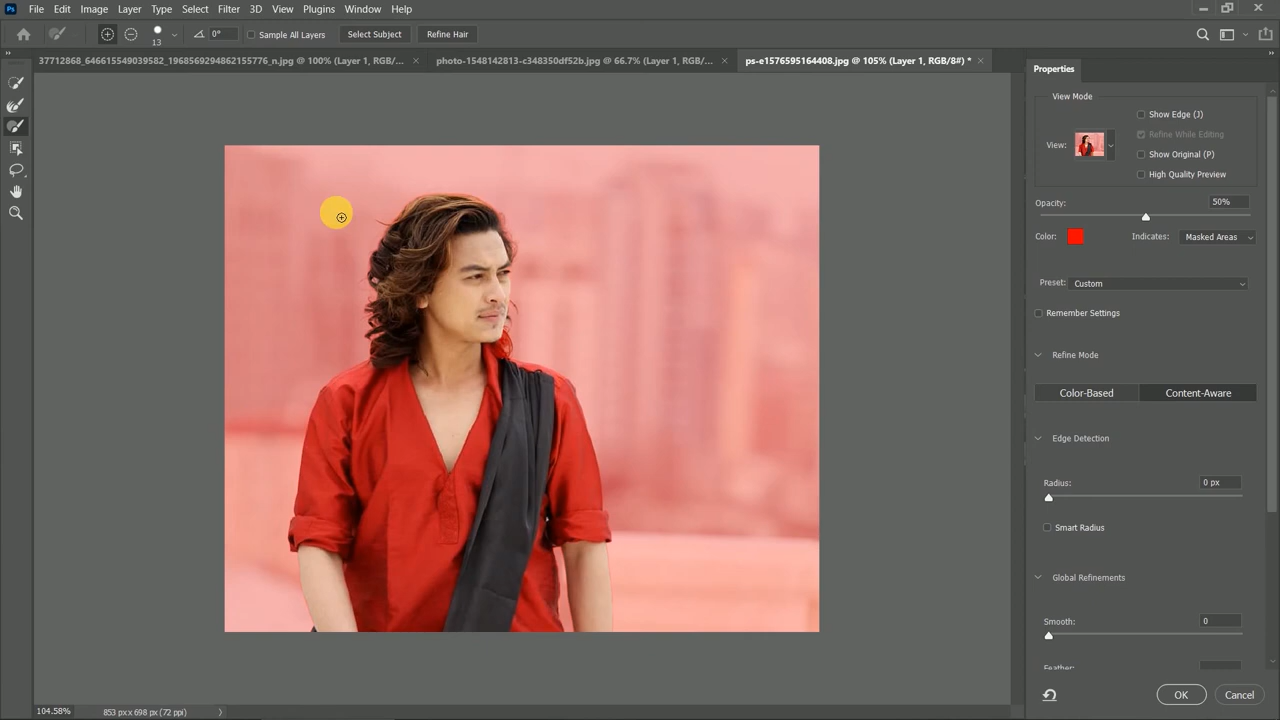 Ps File Edit Image Layer Type Select Filter 3D View Plugins Window Help
13 0° Sample All Layers Select Subject Refine Hair
37712868_646615549039582_1968569294862155776_n.jpg @ 100% (Layer 1, RGB/... × photo-1548142813-c348350df52b.jpg @ 66.7% (Layer 1, RGB/... × ps-e1576595164408.jpg @ 105% (Layer 1, RGB/8#) * ×
Properties
View Mode
Show Edge (J)
Refine While Editing
View:
Show Original (P)
High Quality Preview
Opacity: 50%
Color: Indicates: Masked Areas
Preset: Custom
Remember Settings
Refine Mode
Color-Based Content-Aware
Edge Detection
Radius: 0 px
Smart Radius
Global Refinements
Smooth: 0
Feather:
OK Cancel
104.58% 853 px x 698 px (72 ppi)